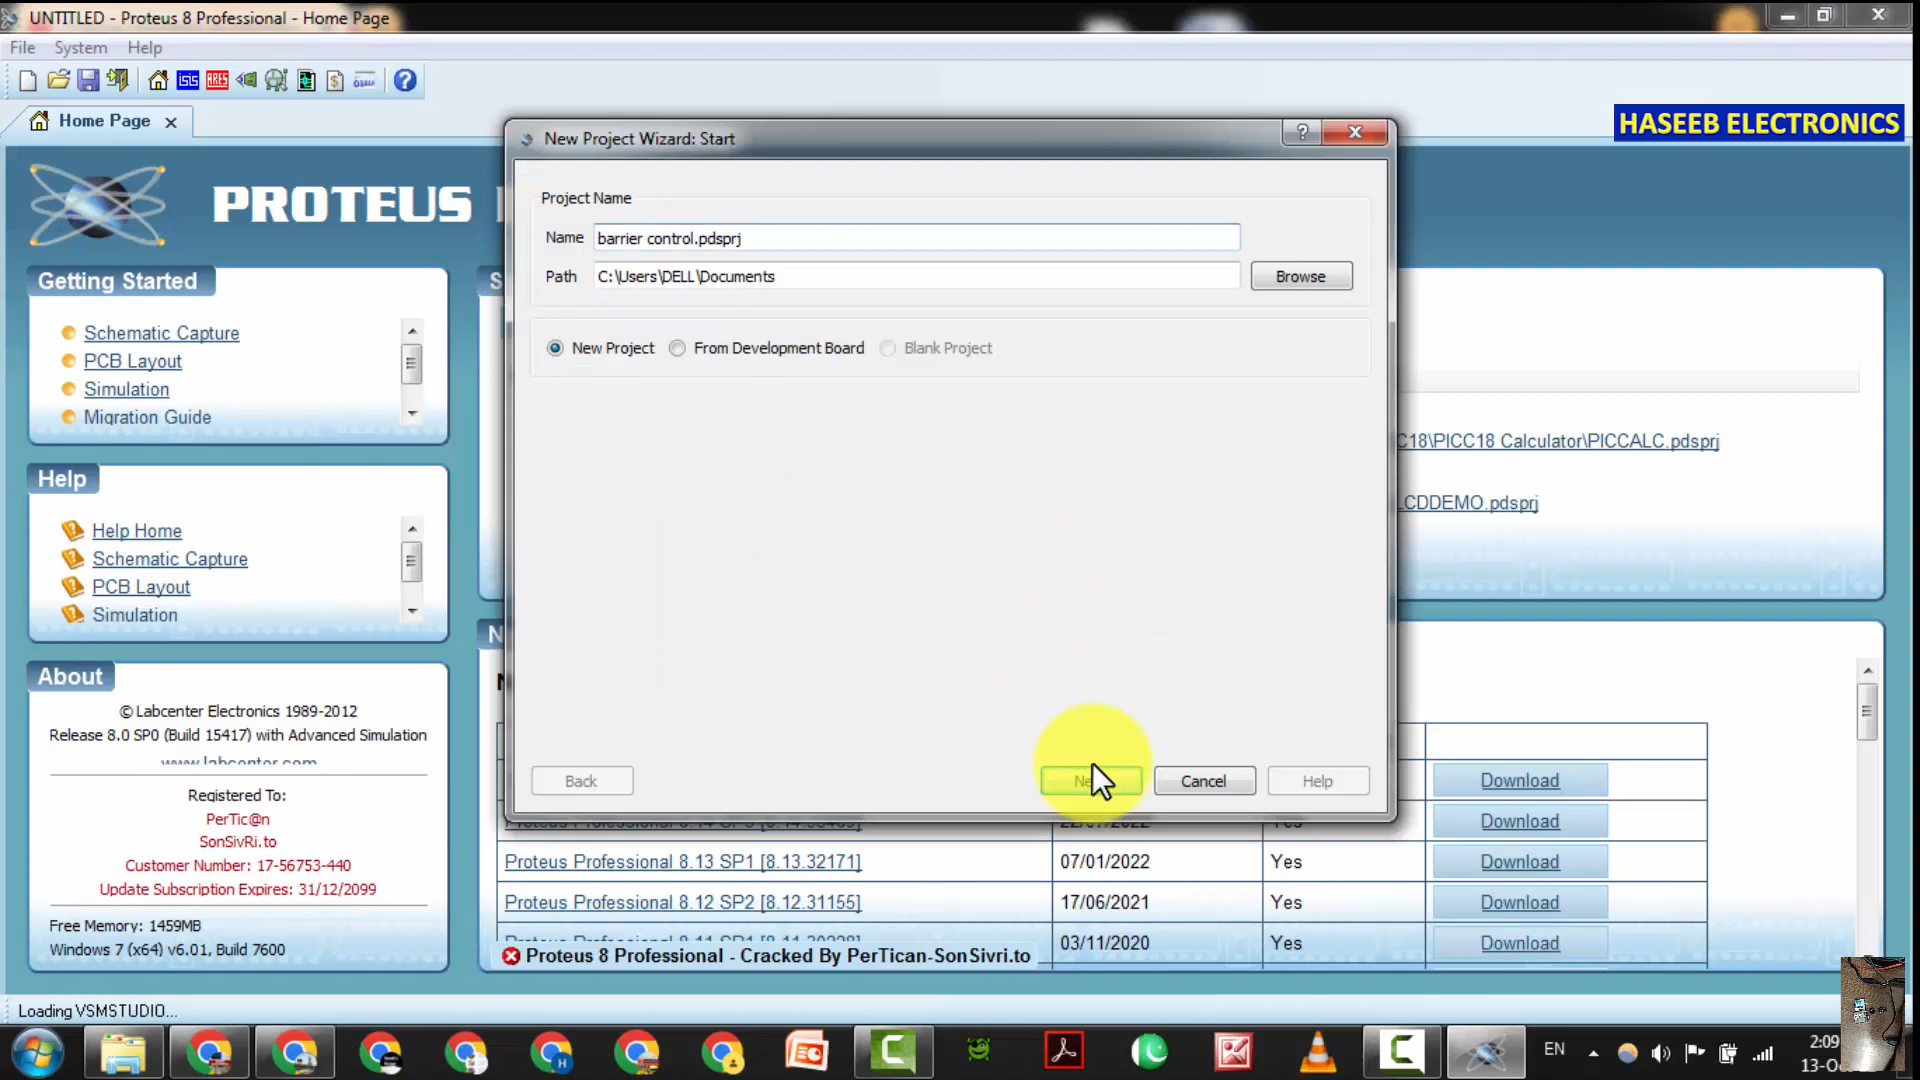 UNTITLED - Proteus 8 Professional - Home Page
File System Help
Home Page
HASEEB ELECTRONICS
New Project Wizard: Start
PROTEUS
Project Name
Name barrier control.pdsprj
Path C:\Users\DELL\Documents Browse
New Project From Development Board Blank Project
Getting Started
Schematic Capture
PCB Layout
Simulation
Migration Guide
C18\PICC18 Calculator\PICCALC.pdsprj
LCDDEMO.pdsprj
Help
Help Home
Schematic Capture
PCB Layout
Simulation
About
© Labcenter Electronics 1989-2012
Release 8.0 SP0 (Build 15417) with Advanced Simulation
www.labcenter.com
Registered To:
PerTic@n
SonSivRi.to
Customer Number: 17-56753-440
Update Subscription Expires: 31/12/2099
Free Memory: 1459MB
Windows 7 (x64) v6.01, Build 7600
Back Cancel Help
Download
Download
Proteus Professional 8.13 SP1 [8.13.32171] 07/01/2022 Yes Download
Proteus Professional 8.12 SP2 [8.12.31155] 17/06/2021 Yes Download
03/11/2020 Yes Download
Proteus 8 Professional - Cracked By PerTican-SonSivri.to
Loading VSMSTUDIO...
EN
2:09